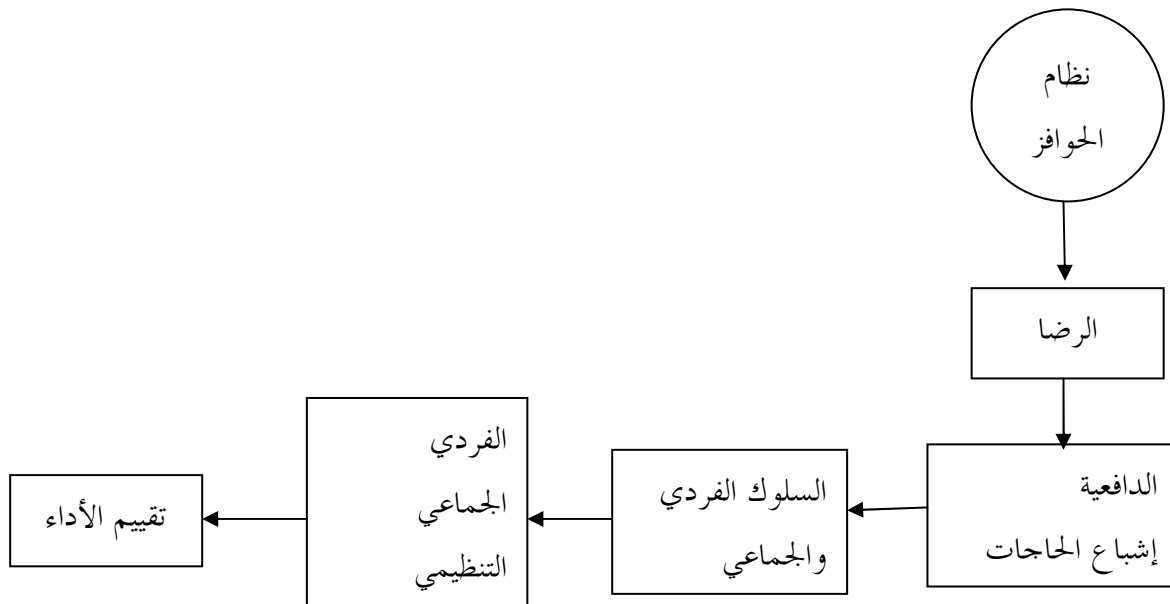 نظام
الحوافز
الرضا
الدافعية
إشباع الحاجات
السلوك الفردي
والجماعي
الفردي
الجماعي
التنظيمي
تقييم الأداء